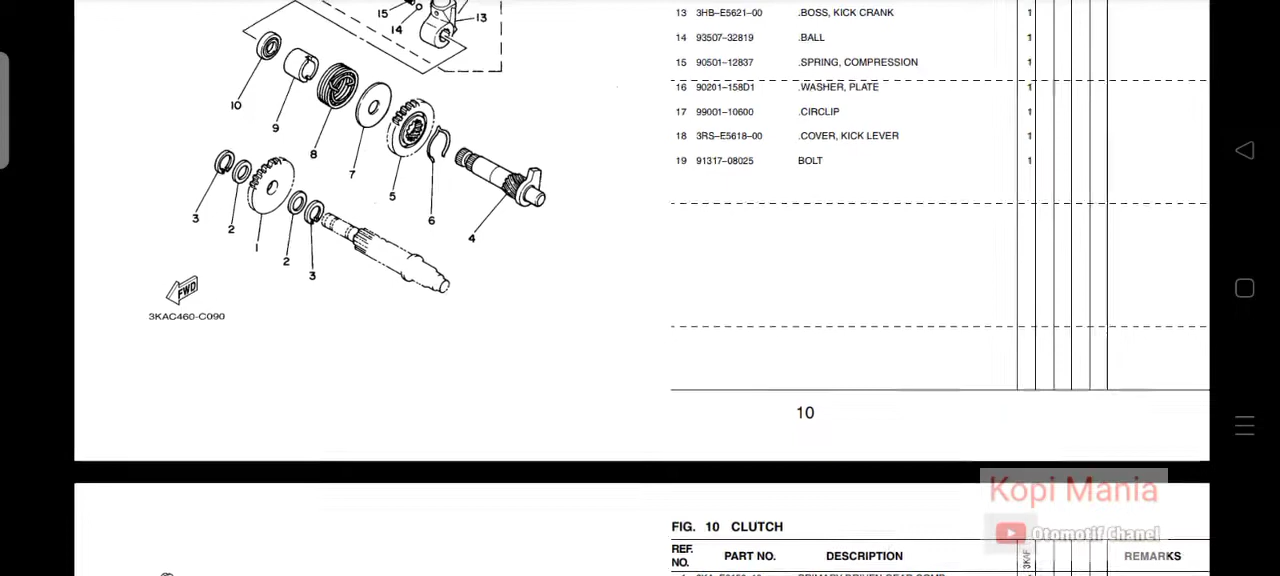 15
14
13
13 3HB-E5621-00 .BOSS, KICK CRANK 1
14 93507-32819 .BALL 1
15 90501-12837 .SPRING, COMPRESSION 1
16 90201-158D1 .WASHER, PLATE 1
17 99001-10600 .CIRCLIP 1
18 3RS-E5618-00 .COVER, KICK LEVER 1
19 91317-08025 BOLT 1
10
9
8
7
5
6
4
3
2
1
2
3
FWD
3KAC460-C090
10
Kopi Mania
Otomotif Chanel
FIG. 10 CLUTCH
REF. NO. PART NO. DESCRIPTION REMARKS